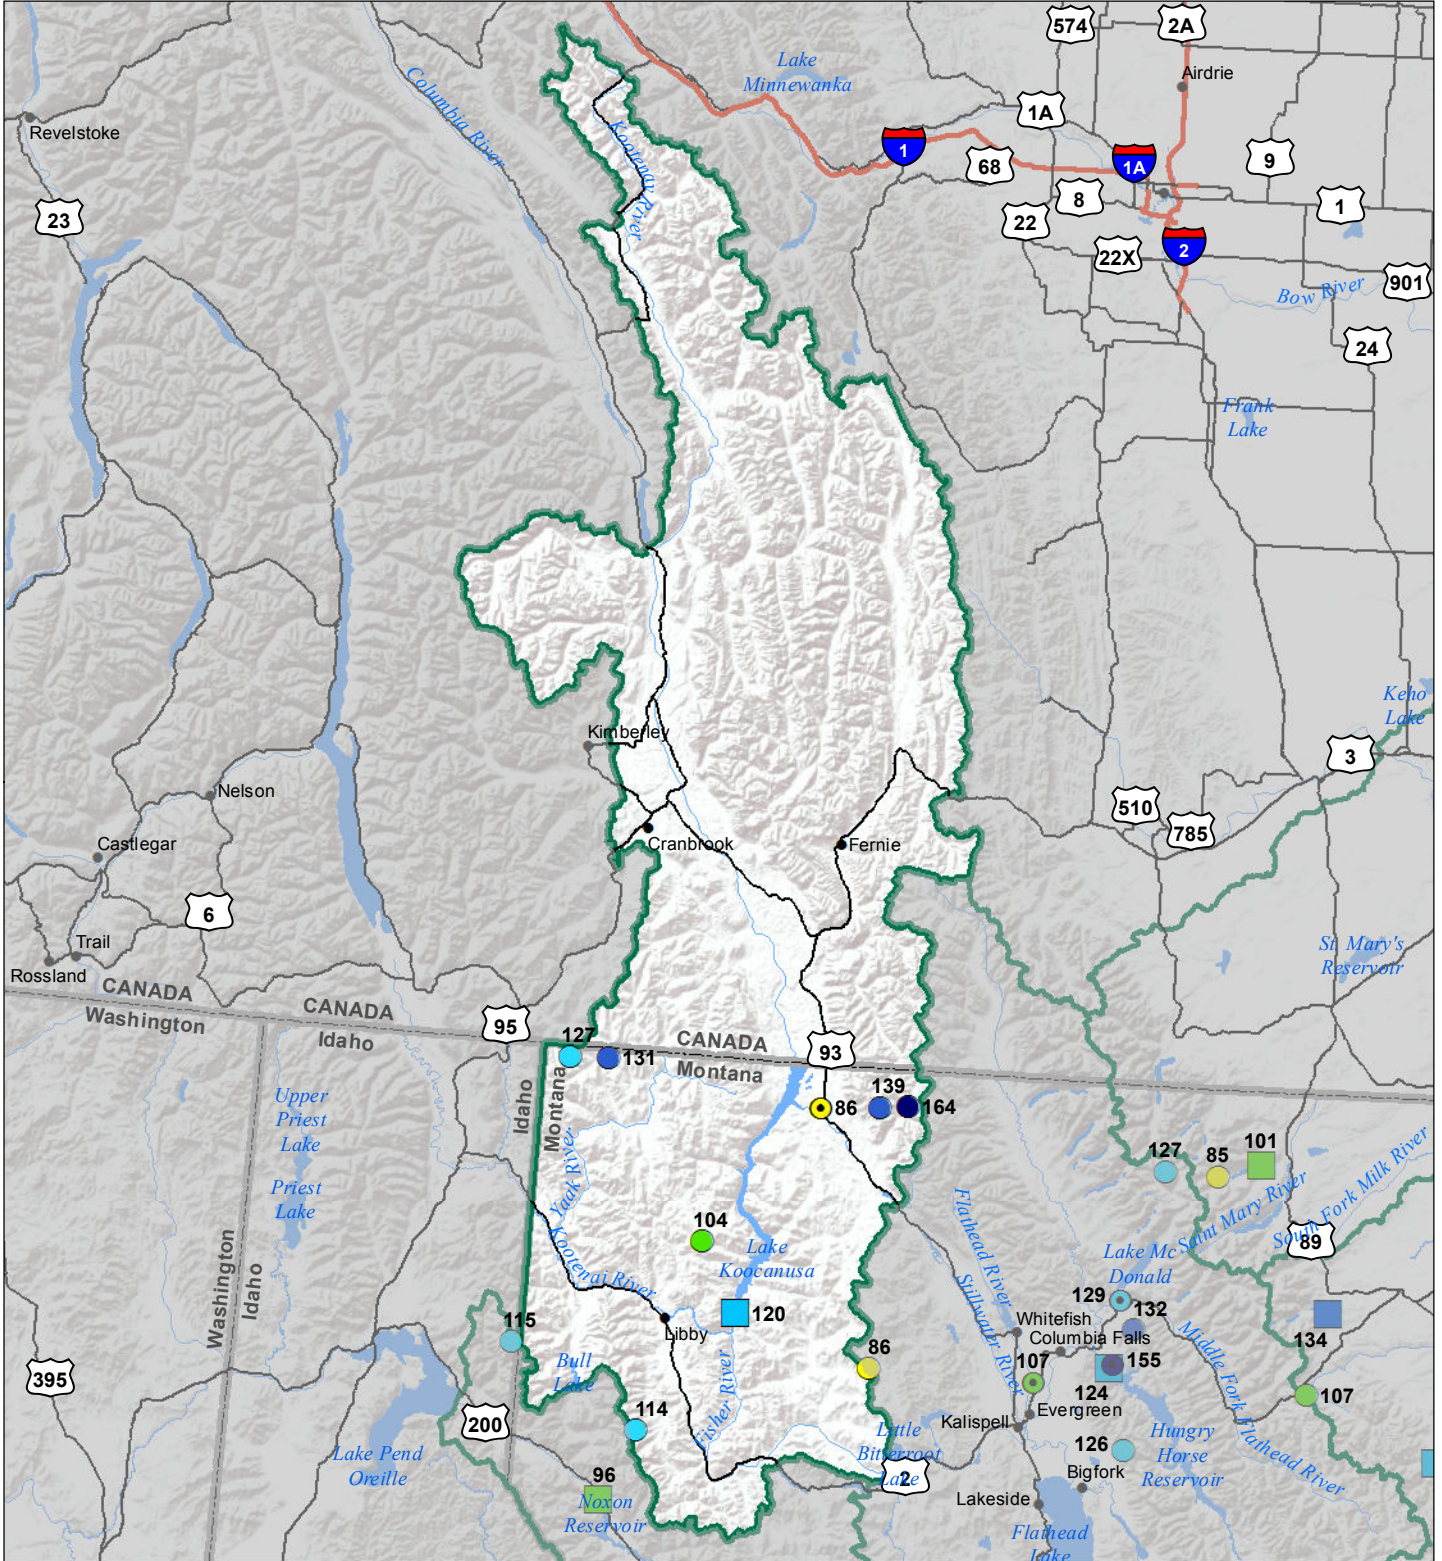 574
2A
Airdrie
Lake
Minnewanka
Columbia River
Kootenay River
1A
Revelstoke
1
68
1A
9
8
1
22
23
22X
2
901
Bow River
24
Frank
Lake
Keho
Lake
Kimberley
3
Nelson
510
785
Castlegar
Cranbrook
Fernie
6
Trail
Rossland
St. Mary's
Reservoir
CANADA
Washington
CANADA
Idaho
95
127
131
CANADA
Montana
93
Idaho
Montana
139
86
164
Upper
Priest
Lake
Priest
Lake
Yaak River
127
85
101
Saint Mary River
South Fork Milk River
89
Flathead River
Stillwater River
Washington
Idaho
104
Lake
Koocanusa
Kootenai River
Lake Mc
Donald
129
132
120
Libby
115
Whitefish
Columbia Falls
134
Middle Fork Flathead River
Bull
Lake
86
107
155
124
107
395
Fisher River
Evergreen
Kalispell
200
114
Little
Bitterroot
Lake
126
Hungry
Horse
Reservoir
Lake Pend
Oreille
2
Bigfork
96
Noxon
Reservoir
Lakeside
Flathead
Lake